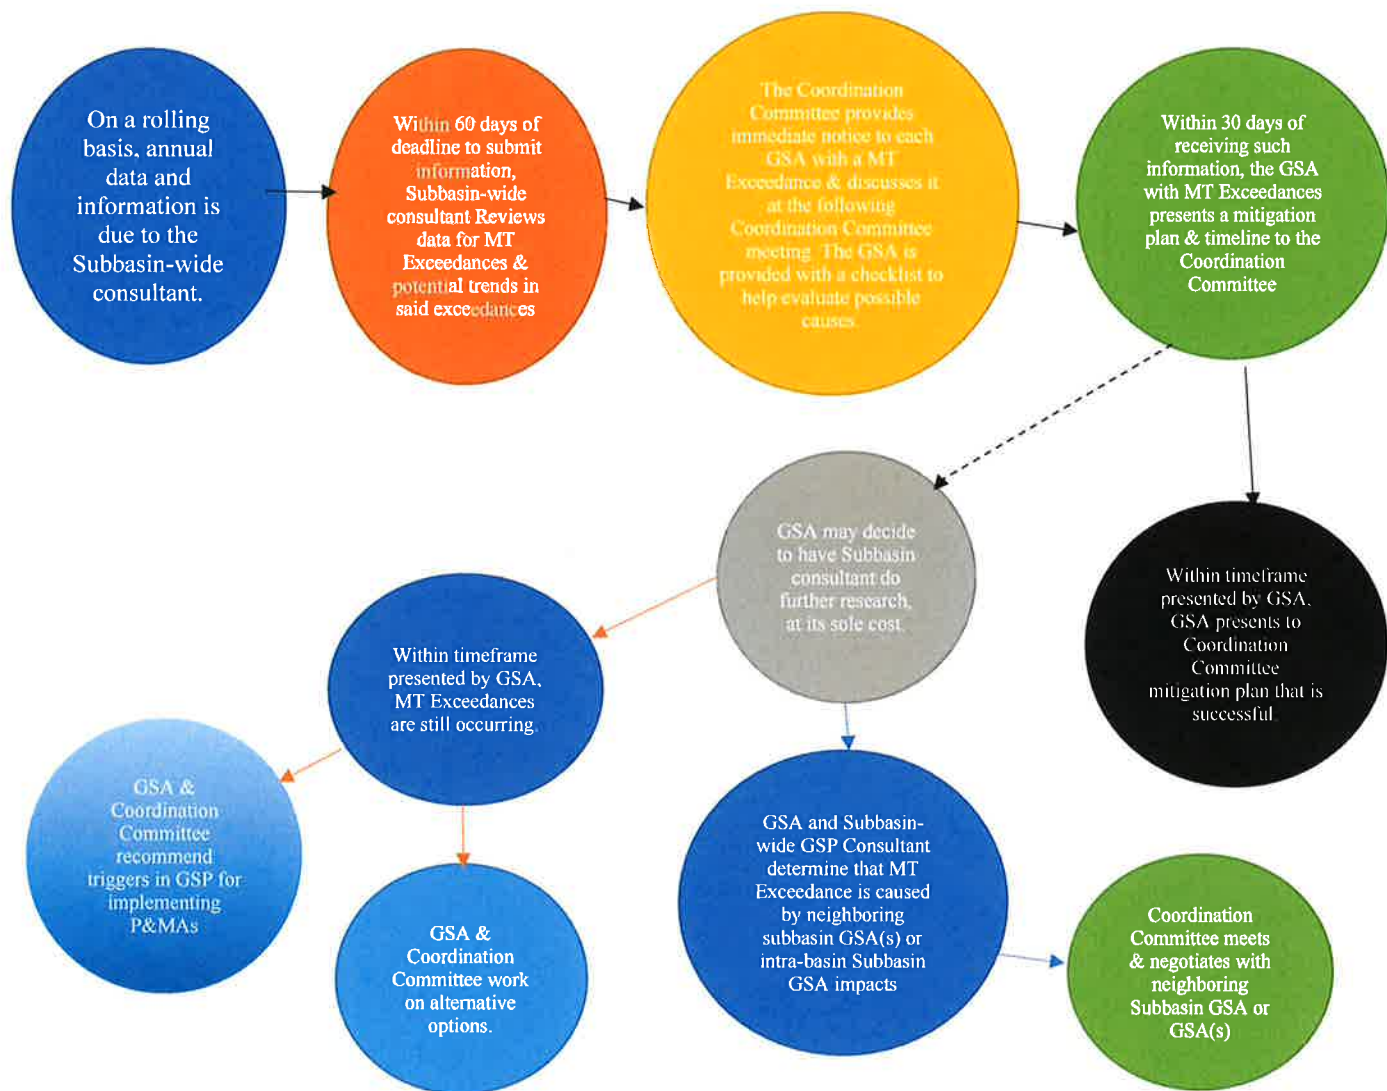 On a rolling
basis, annual
data and
information is
due to the
Subbasin-wide
consultant.
Within 60 days of
deadline to submit
information,
Subbasin-wide
consultant Reviews
data for MT
Exceedances &
potential trends in
said exceedances
The Coordination
Committee provides
immediate notice to each
GSA with a MT
Exceedance & discusses it
at the following
Coordination Committee
meeting. The GSA is
provided with a checklist to
help evaluate possible
causes.
Within 30 days of
receiving such
information, the GSA
with MT Exceedances
presents a mitigation
plan & timeline to the
Coordination
Committee
GSA may decide
to have Subbasin
consultant do
further research,
at its sole cost.
Within timeframe
presented by GSA,
GSA presents to
Coordination
Committee
mitigation plan that is
successful.
Within timeframe
presented by GSA,
MT Exceedances
are still occurring.
GSA &
Coordination
Committee
recommend
triggers in GSP for
implementing
P&MAs
GSA &
Coordination
Committee work
on alternative
options.
GSA and Subbasin-
wide GSP Consultant
determine that MT
Exceedance is caused
by neighboring
subbasin GSA(s) or
intra-basin Subbasin
GSA impacts
Coordination
Committee meets
& negotiates with
neighboring
Subbasin GSA or
GSA(s)